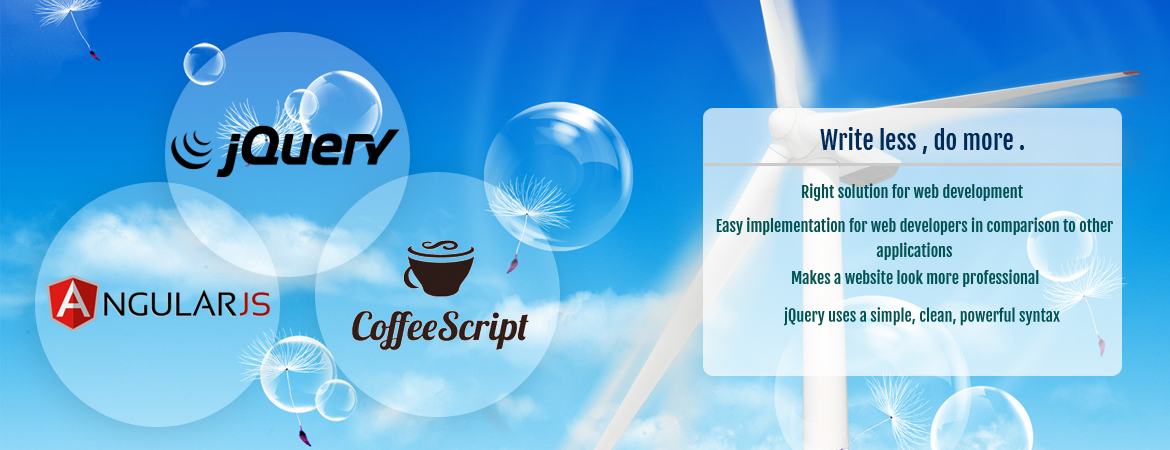 jQuery
ANGULARJS
CoffeeScript
Write less , do more .
Right solution for web development
Easy implementation for web developers in comparison to other
applications
Makes a website look more professional
jQuery uses a simple, clean, powerful syntax